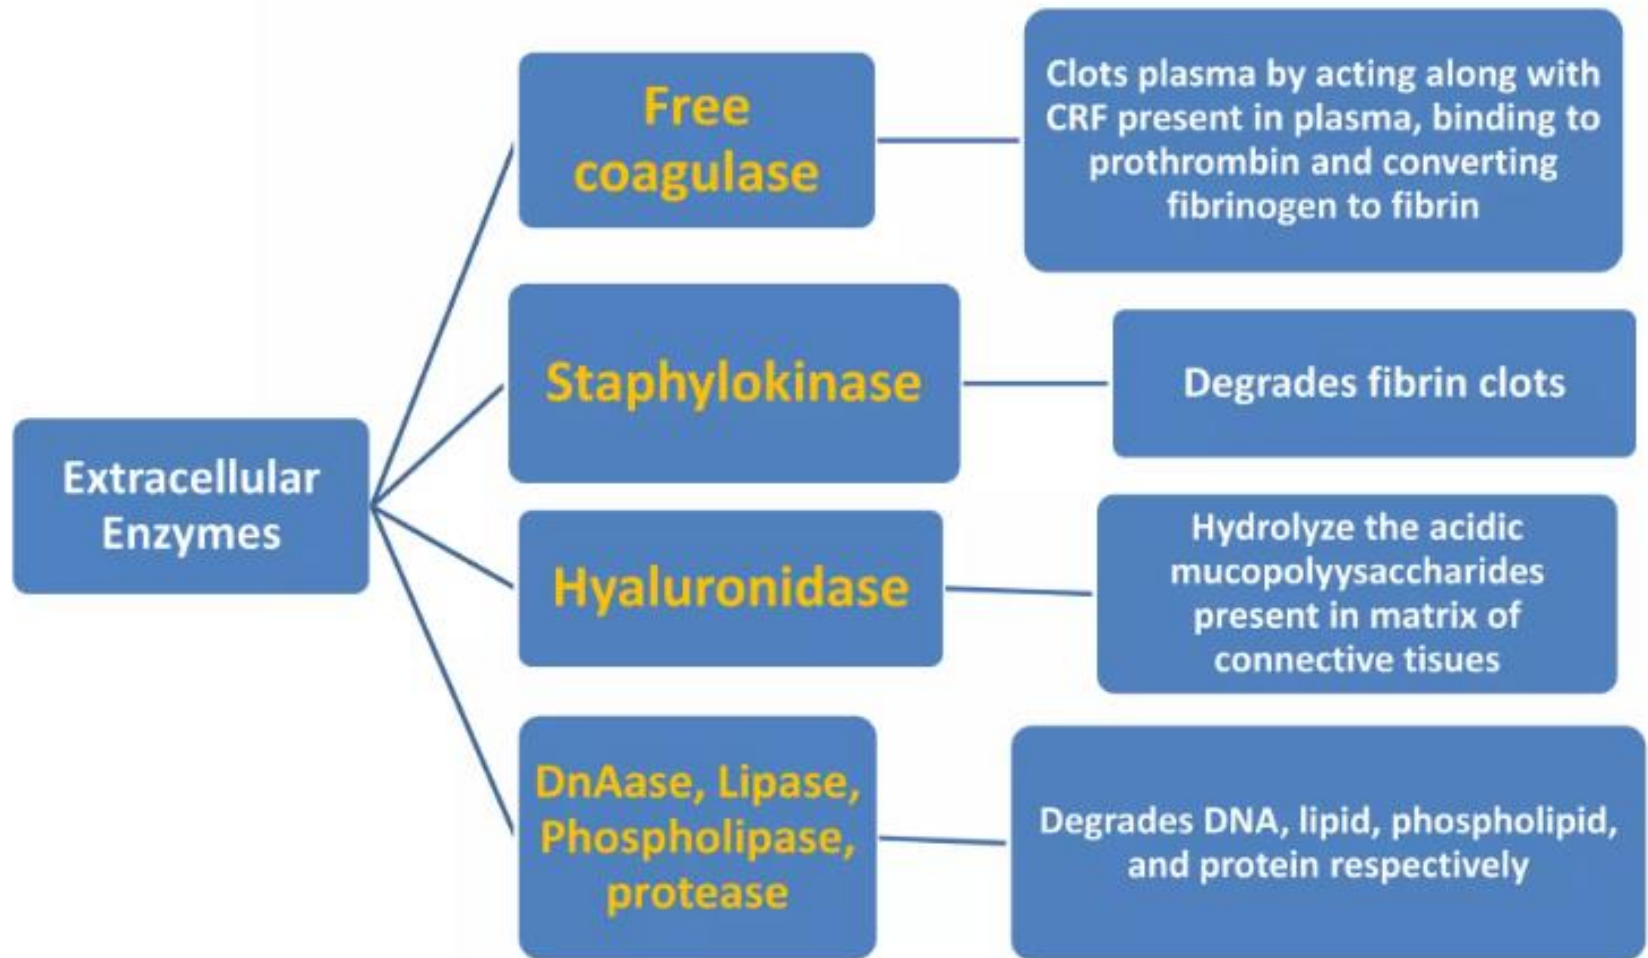 Extracellular
Enzymes
Free
coagulase
Clots plasma by acting along with
CRF present in plasma, binding to
prothrombin and converting
fibrinogen to fibrin
Staphylokinase
Degrades fibrin clots
Hyaluronidase
Hydrolyze the acidic
mucopolyysaccharides
present in matrix of
connective tisues
DnAase, Lipase,
Phospholipase,
protease
Degrades DNA, lipid, phospholipid,
and protein respectively